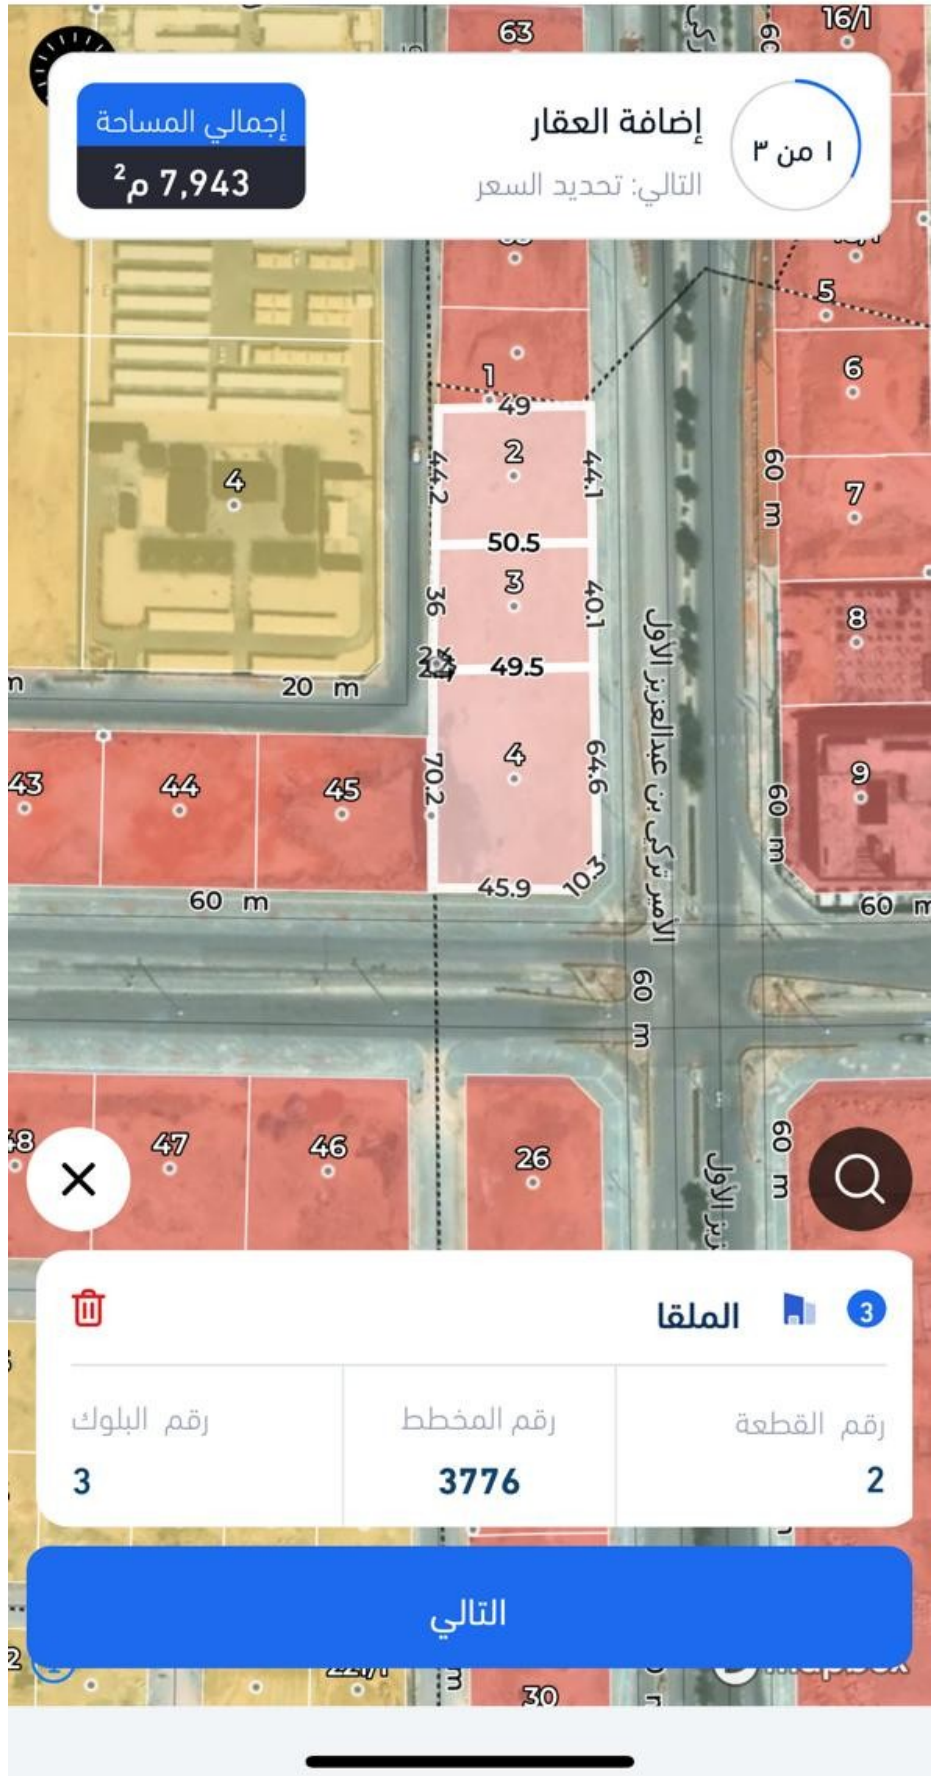 63
16/1
60
إضافة العقار
١ من ٣
التالي: تحديد السعر
إجمالي المساحة
7,943 م²
5
6
1
49
2
44.2
44.1
60 m
7
4
50.5
3
36
40.1
8
49.5
20 m
الأمير تركي بن عبدالعزيز الأول
43
44
45
70.2
4
64.6
9
60 m
45.9
10.3
60 m
60 m
60 m
47
46
26
60 m
3
الملقا
رقم القطعة
2
رقم المخطط
3776
رقم البلوك
3
التالي
30